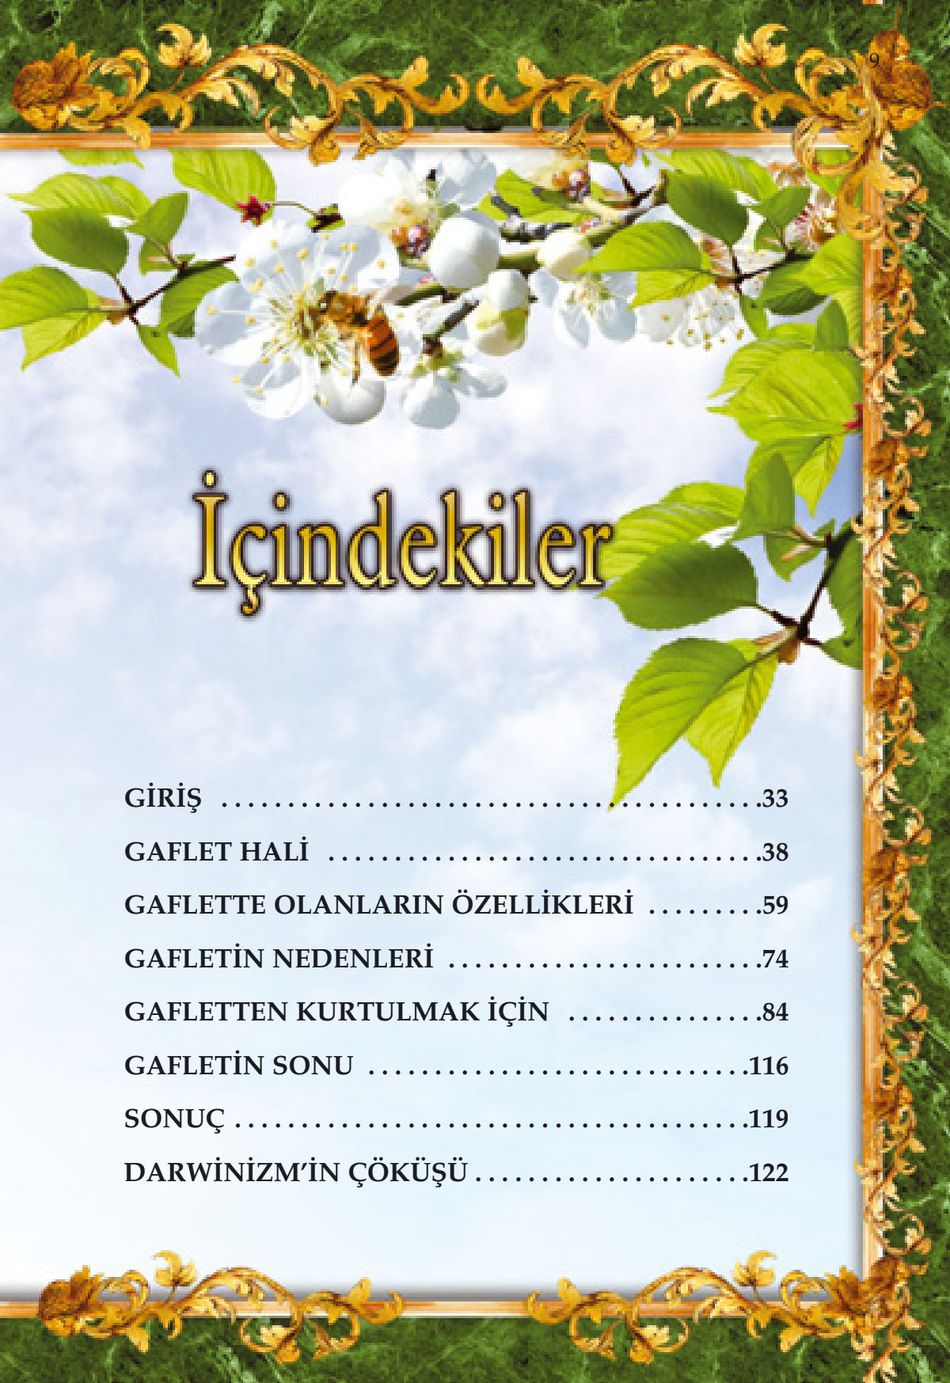 9
İçindekiler
GİRİŞ . . . . . . . . . . . . . . . . . . . . . . . . . . . . . . . . . . . . . . . . .33
GAFLET HALİ . . . . . . . . . . . . . . . . . . . . . . . . . . . . . . . . .38
GAFLETTE OLANLARIN ÖZELLİKLERİ . . . . . . . . .59
GAFLETİN NEDENLERİ . . . . . . . . . . . . . . . . . . . . . . . .74
GAFLETTEN KURTULMAK İÇİN . . . . . . . . . . . . . . .84
GAFLETİN SONU . . . . . . . . . . . . . . . . . . . . . . . . . . . . .116
SONUÇ . . . . . . . . . . . . . . . . . . . . . . . . . . . . . . . . . . . . . . .119
DARWİNİZM’İN ÇÖKÜŞÜ . . . . . . . . . . . . . . . . . . . . .122